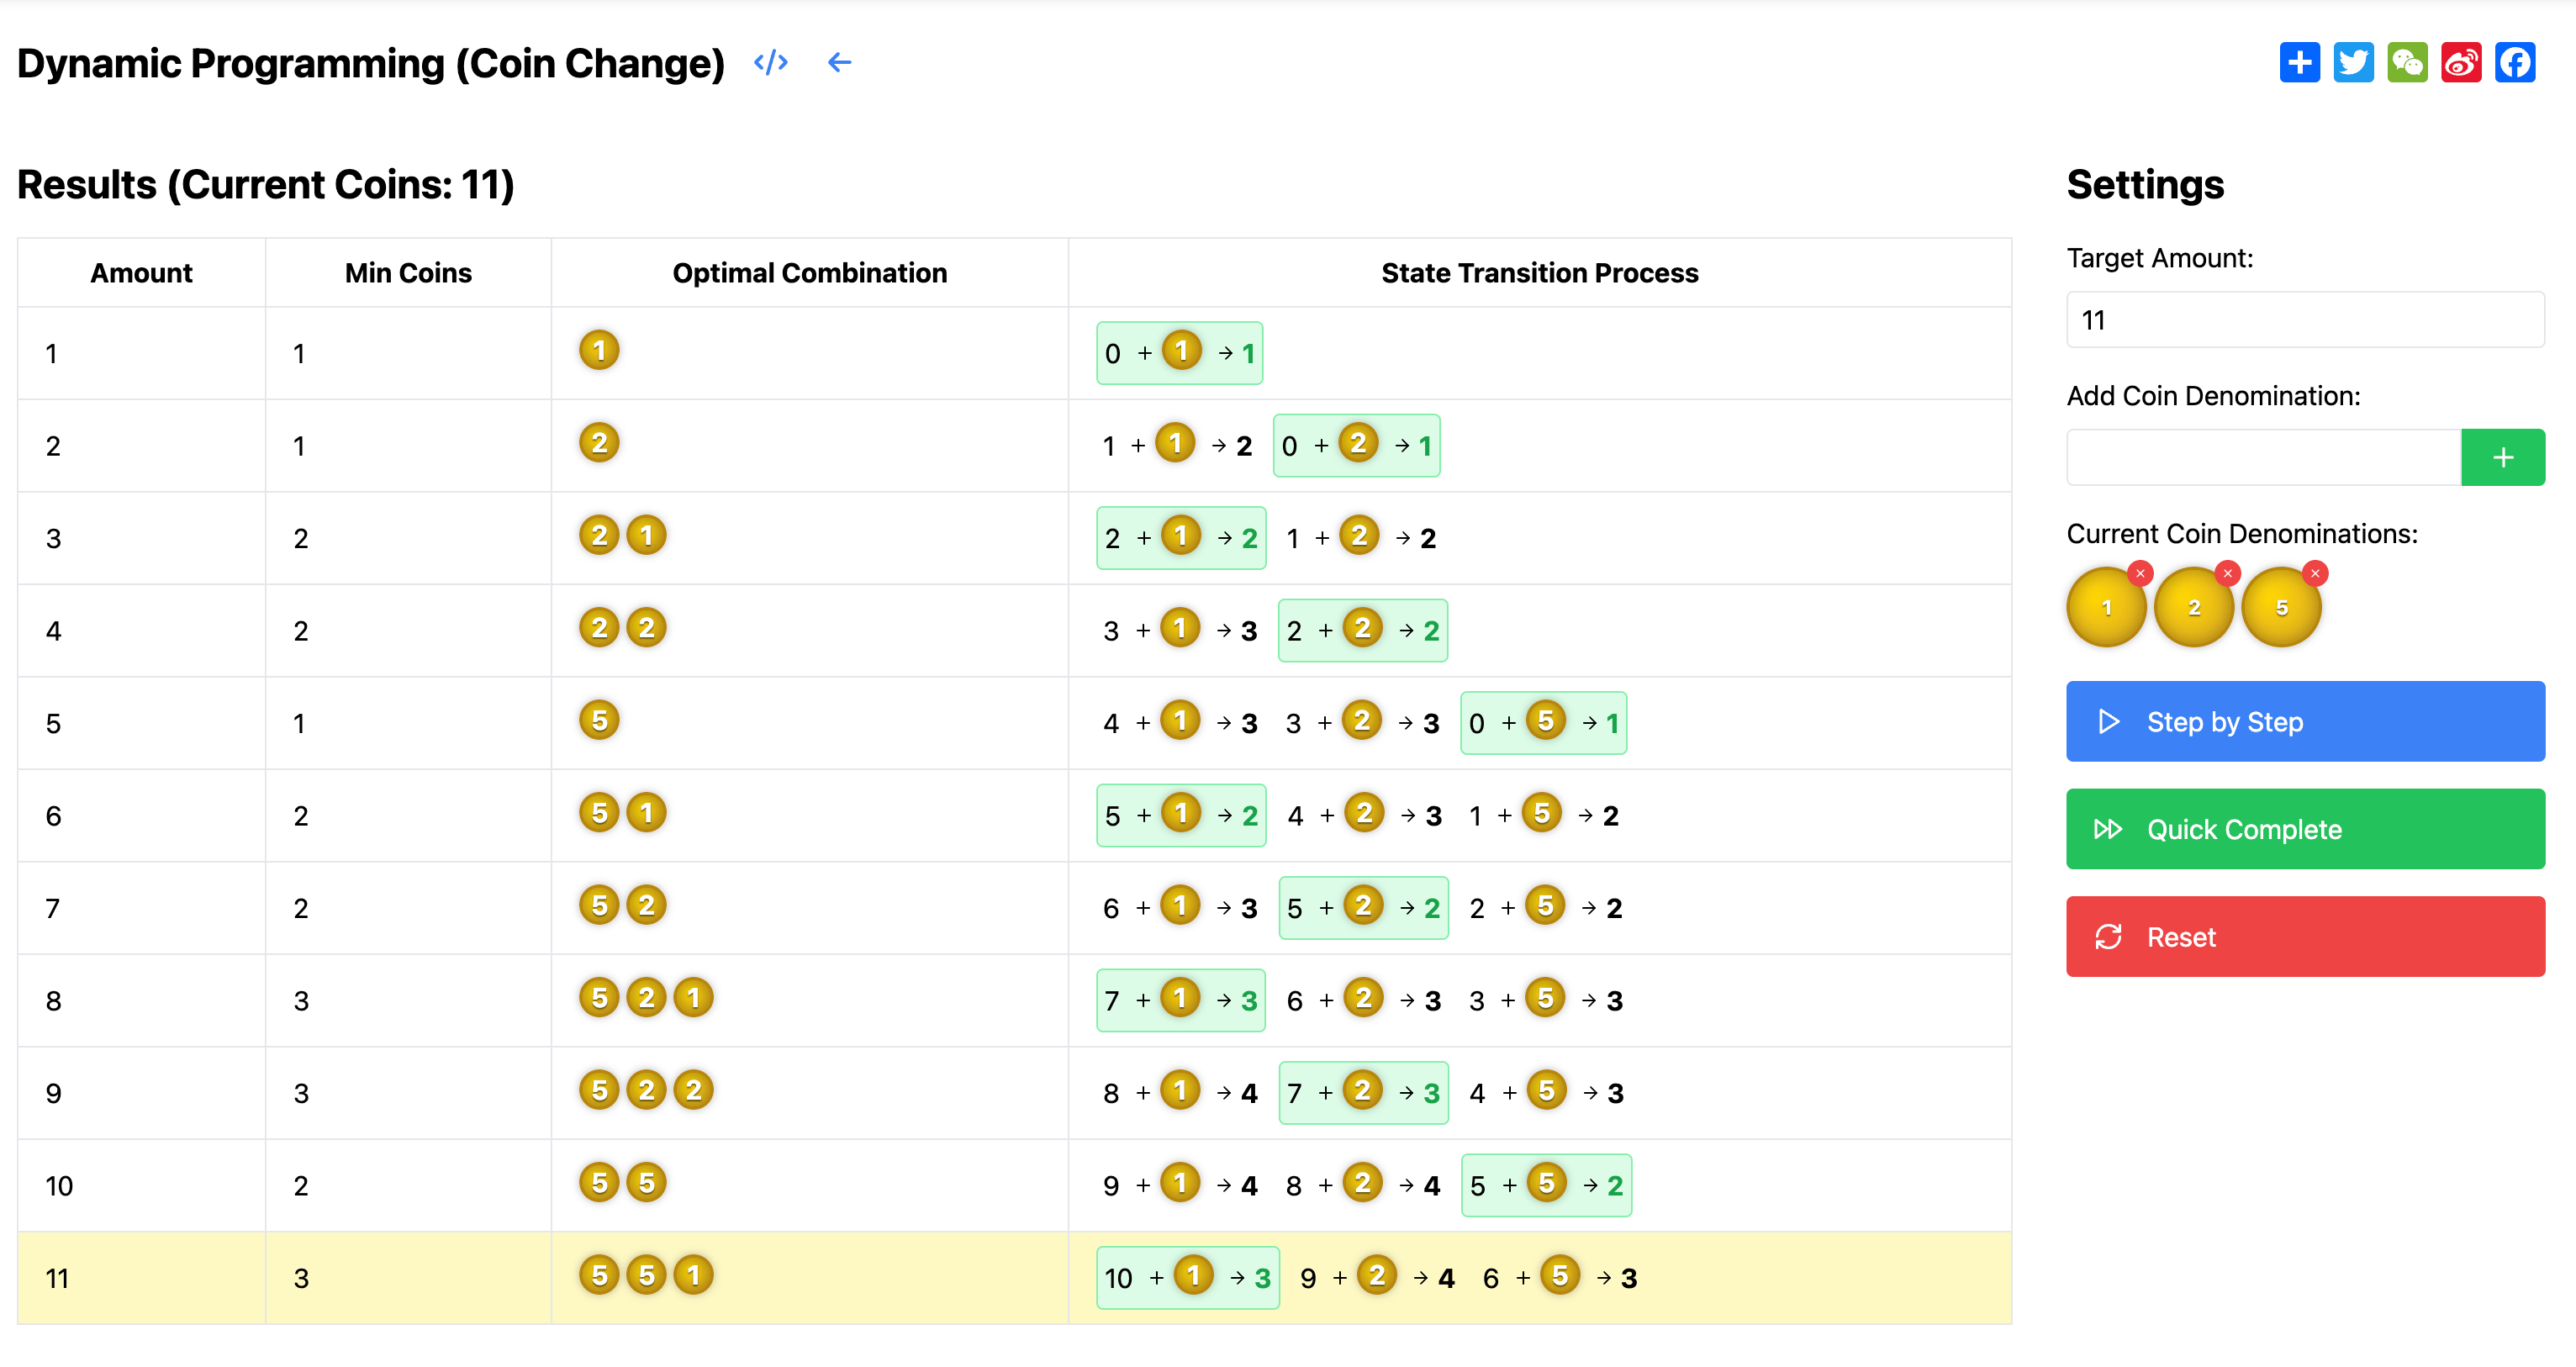 Dynamic Programming (Coin Change) </> ←
Results (Current Coins: 11)
Amount Min Coins Optimal Combination State Transition Process
1 1 1 0 + 1 → 1
2 1 2 1 + 1 → 2 0 + 2 → 1
3 2 2 1 2 + 1 → 2 1 + 2 → 2
4 2 2 2 3 + 1 → 3 2 + 2 → 2
5 1 5 4 + 1 → 3 3 + 2 → 3 0 + 5 → 1
6 2 5 1 5 + 1 → 2 4 + 2 → 3 1 + 5 → 2
7 2 5 2 6 + 1 → 3 5 + 2 → 2 2 + 5 → 2
8 3 5 2 1 7 + 1 → 3 6 + 2 → 3 3 + 5 → 3
9 3 5 2 2 8 + 1 → 4 7 + 2 → 3 4 + 5 → 3
10 2 5 5 9 + 1 → 4 8 + 2 → 4 5 + 5 → 2
11 3 5 5 1 10 + 1 → 3 9 + 2 → 4 6 + 5 → 3
Settings
Target Amount:
11
Add Coin Denomination:
+
Current Coin Denominations:
1 2 5
Step by Step
Quick Complete
Reset